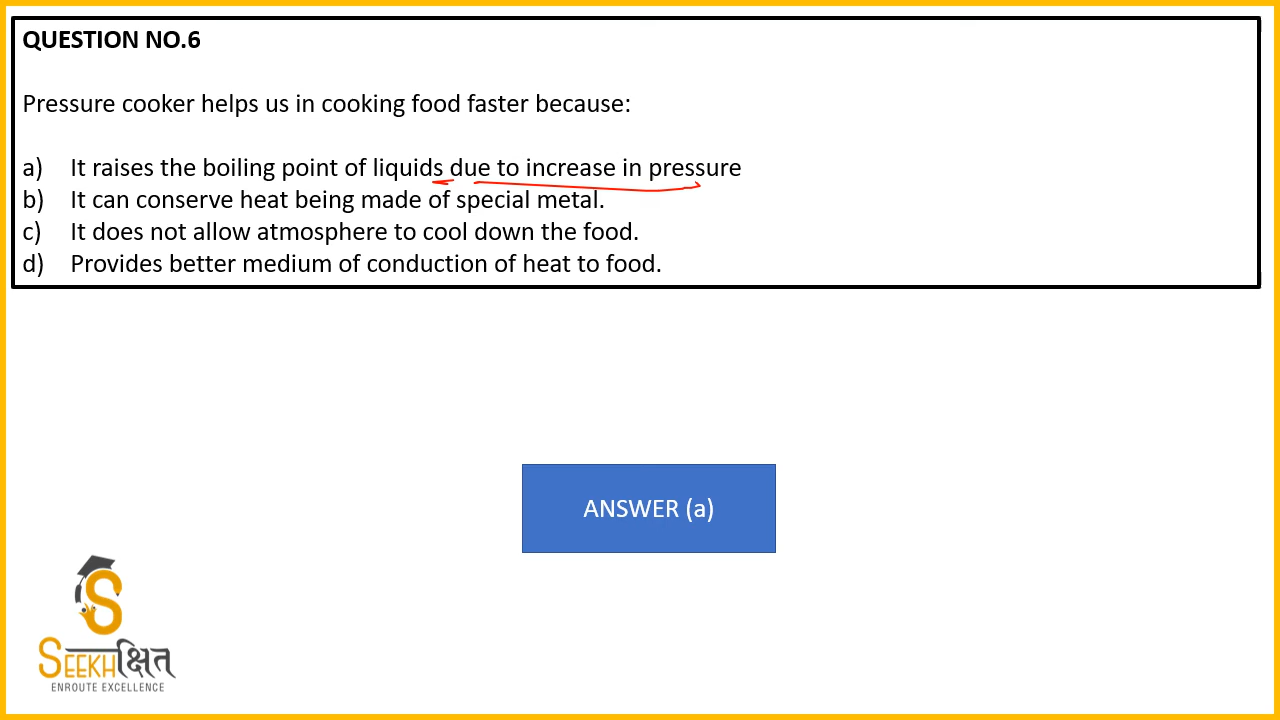 QUESTION NO.6
Pressure cooker helps us in cooking food faster because:
a) It raises the boiling point of liquids due to increase in pressure
b) It can conserve heat being made of special metal.
c) It does not allow atmosphere to cool down the food.
d) Provides better medium of conduction of heat to food.
ANSWER (a)
S
SEEKHक्षित
ENROUTE EXCELLENCE